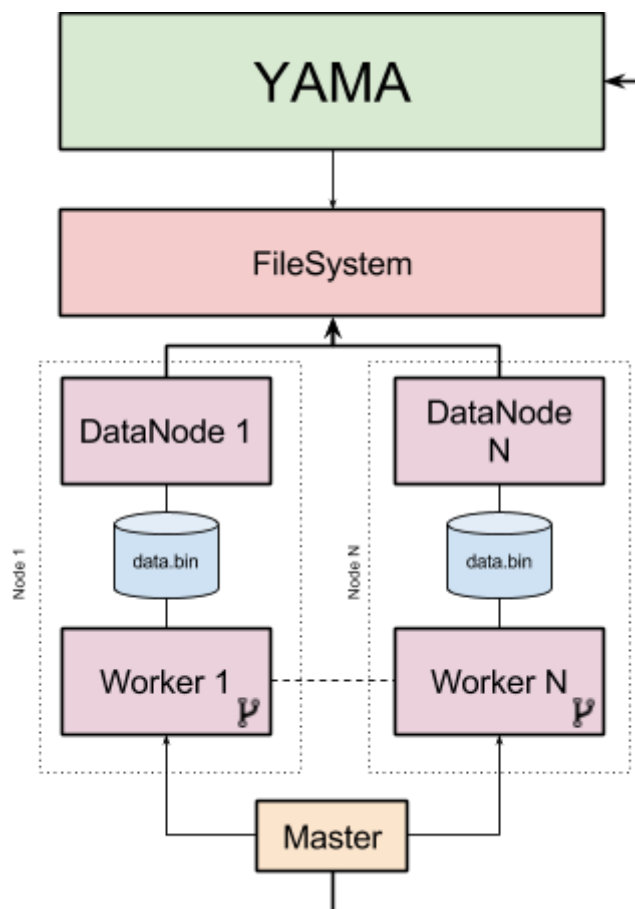 YAMA
FileSystem
DataNode 1
DataNode
N
data.bin
data.bin
Node 1
Node N
Worker 1
Worker N
Master